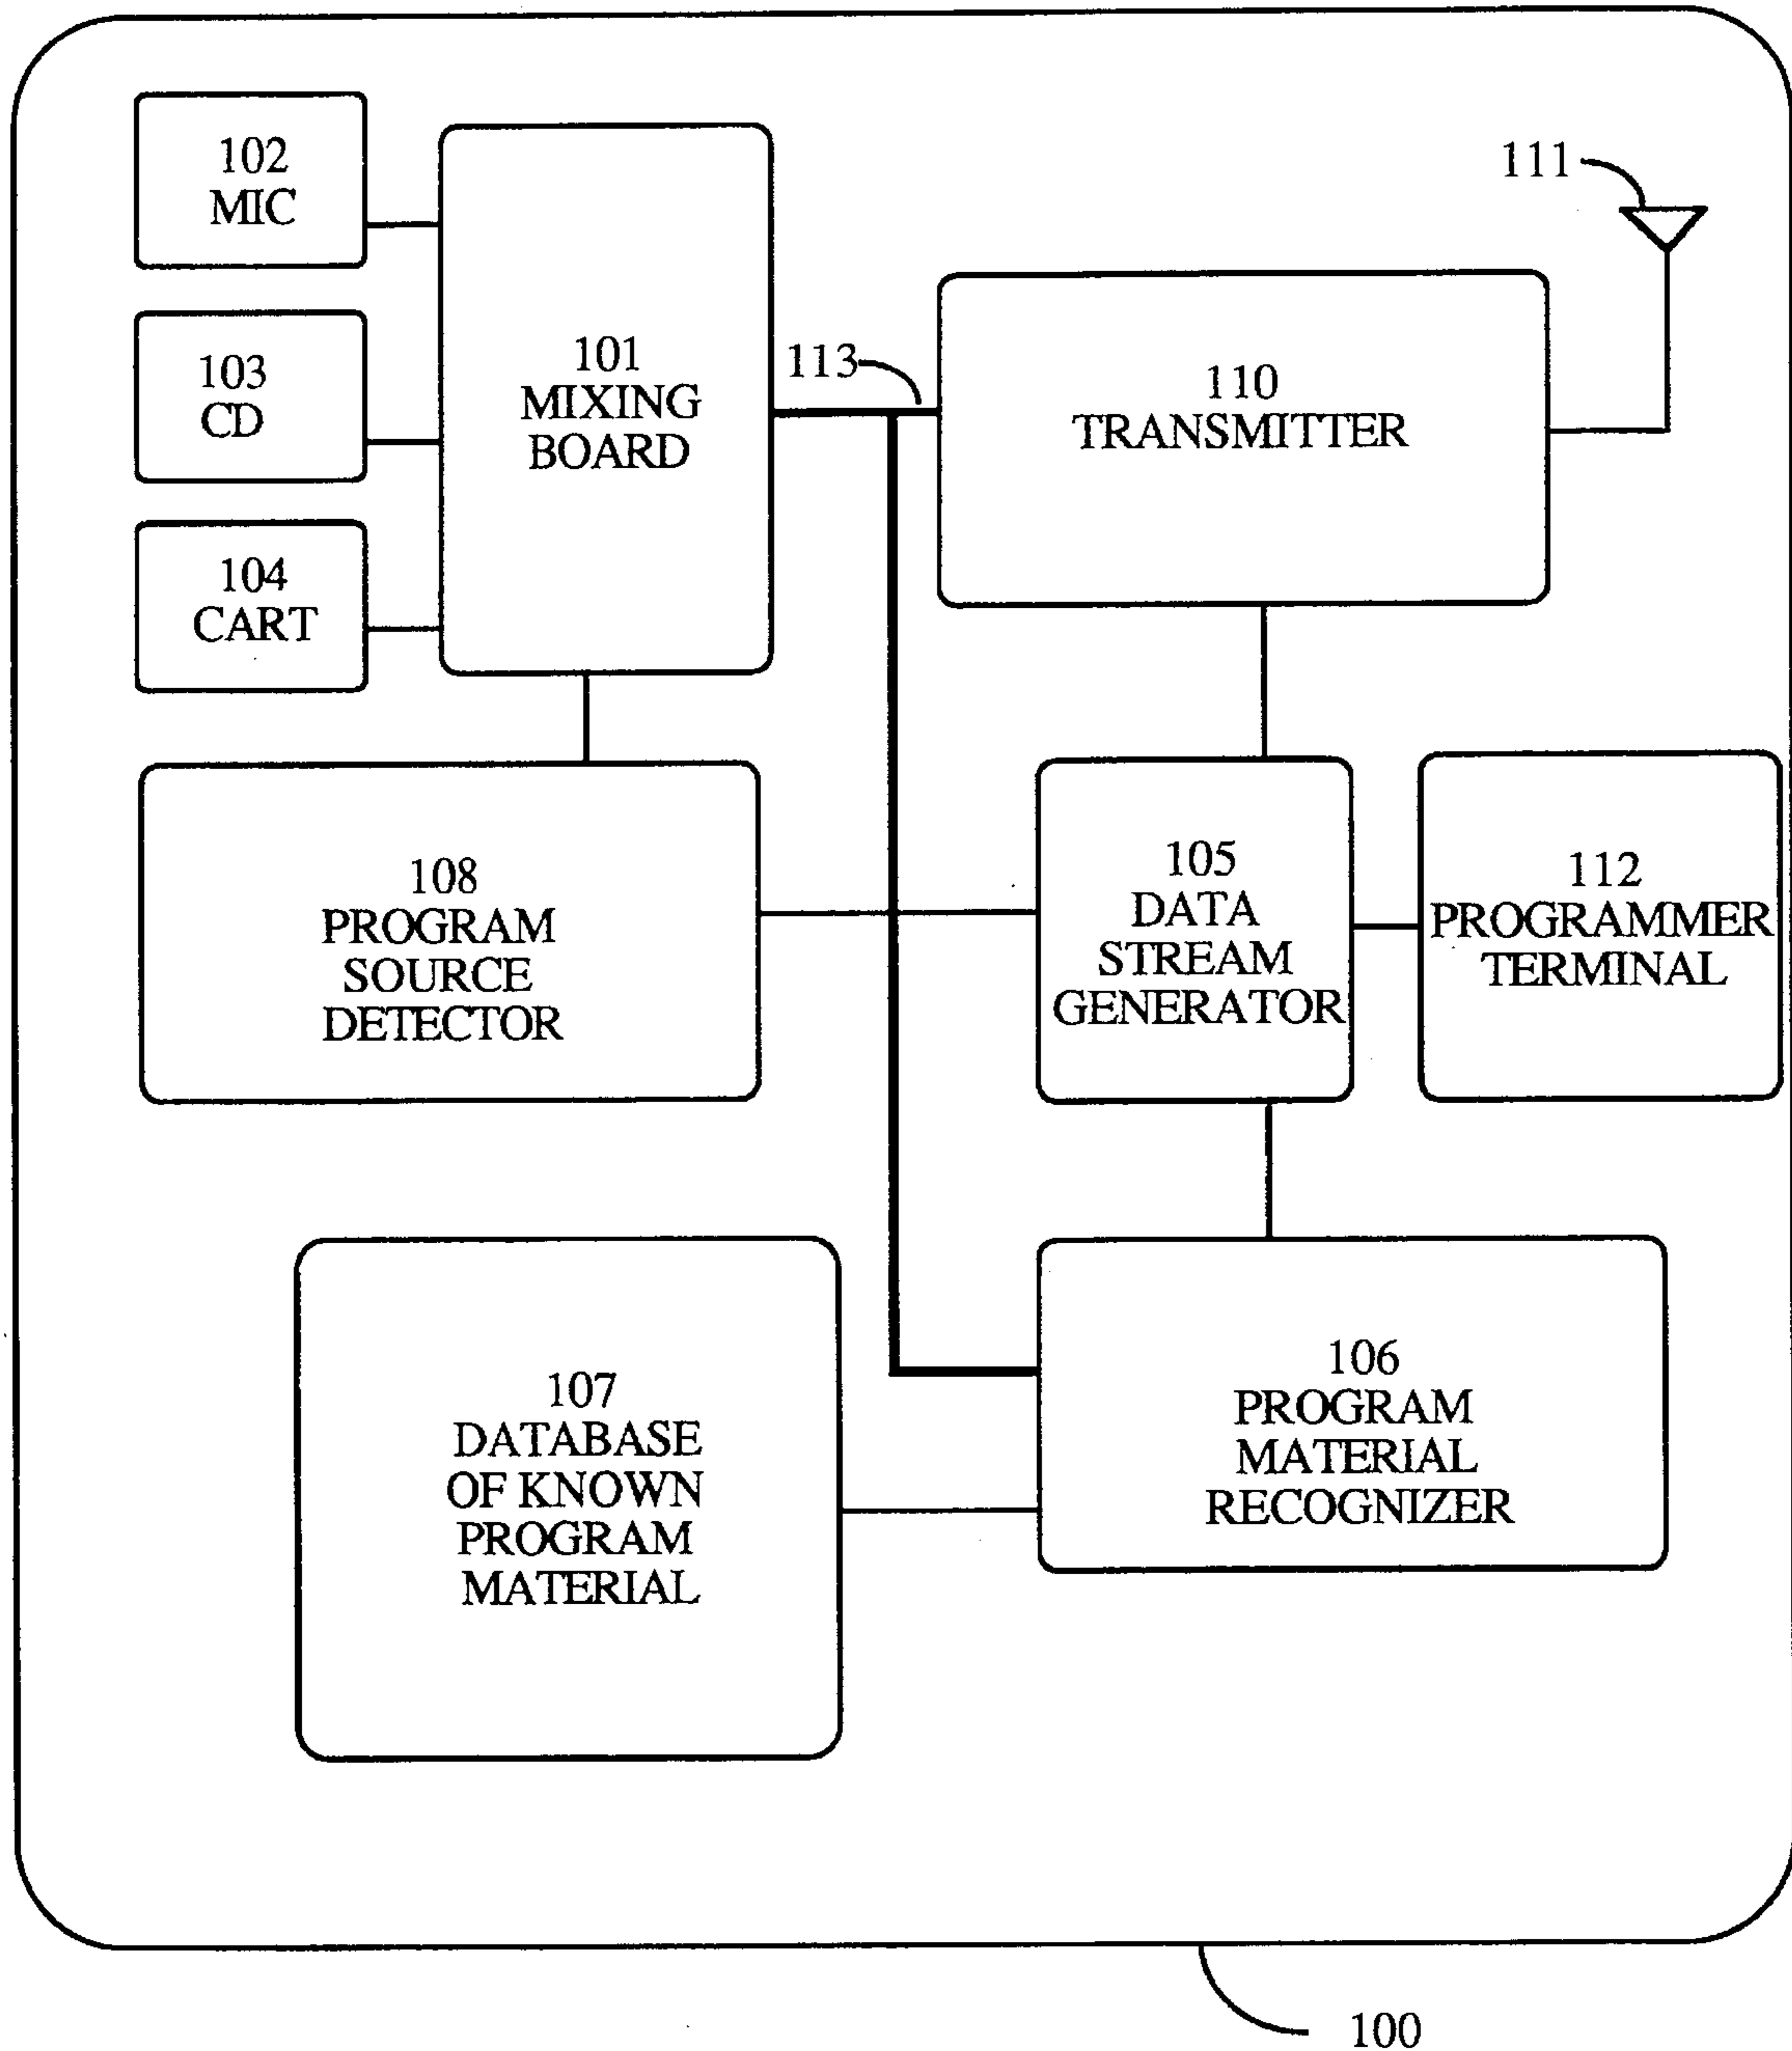 102
MIC
103
CD
104
CART
101
MIXING
BOARD
113
110
TRANSMITTER
111
108
PROGRAM
SOURCE
DETECTOR
105
DATA
STREAM
GENERATOR
112
PROGRAMMER
TERMINAL
107
DATABASE
OF KNOWN
PROGRAM
MATERIAL
106
PROGRAM
MATERIAL
RECOGNIZER
100